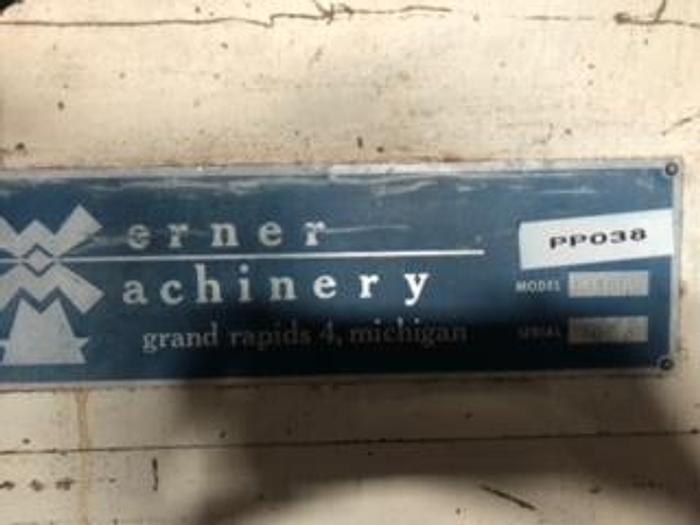 erner
achinery
grand rapids 4, michigan
PP038
MODEL
SERIAL